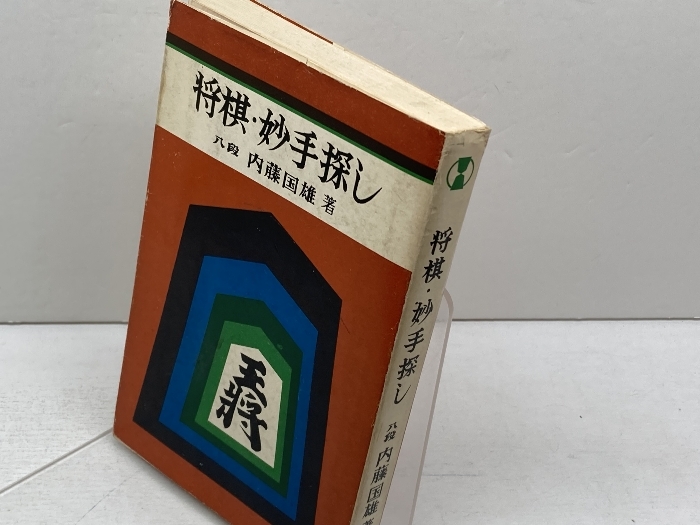 将棋・妙手探し
八段 内藤国雄 著
王将
将棋・妙手探し
八段 内藤国雄 著